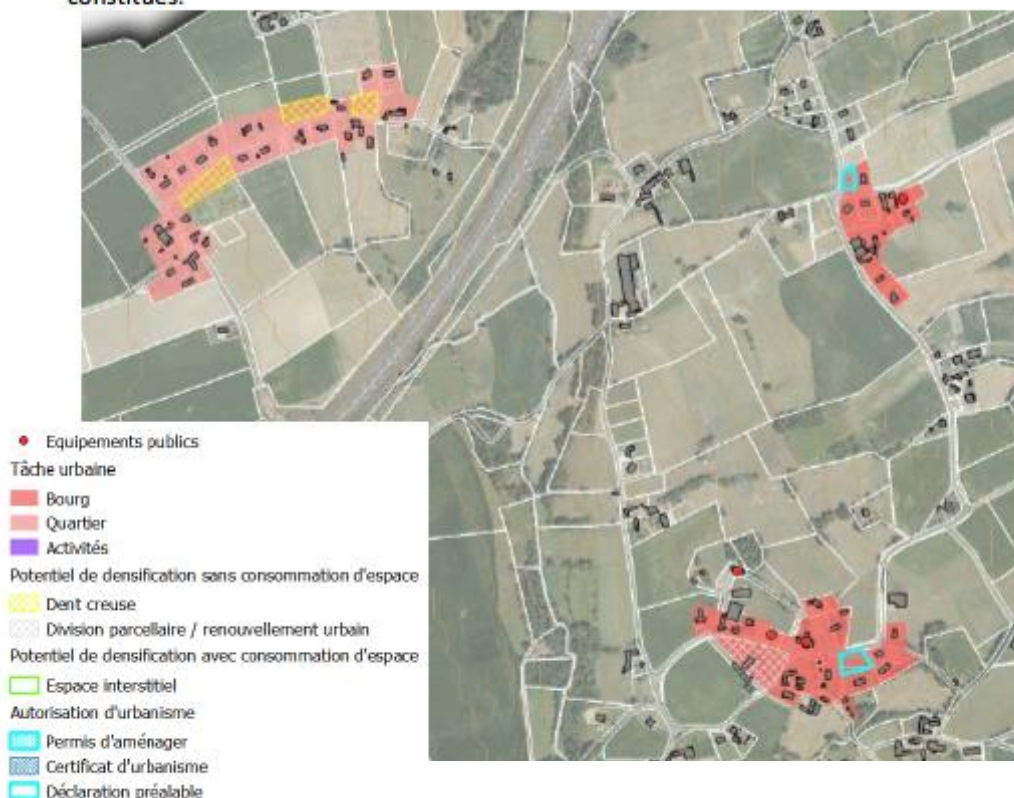 constitués.
Equipements publics
Tâche urbaine
Bourg
Quartier
Activités
Potentiel de densification sans consommation d'espace
Dent creuse
Division parcellaire / renouvellement urbain
Potentiel de densification avec consommation d'espace
Espace interstitiel
Autorisation d'urbanisme
Permis d'aménager
Certificat d'urbanisme
Déclaration préalable